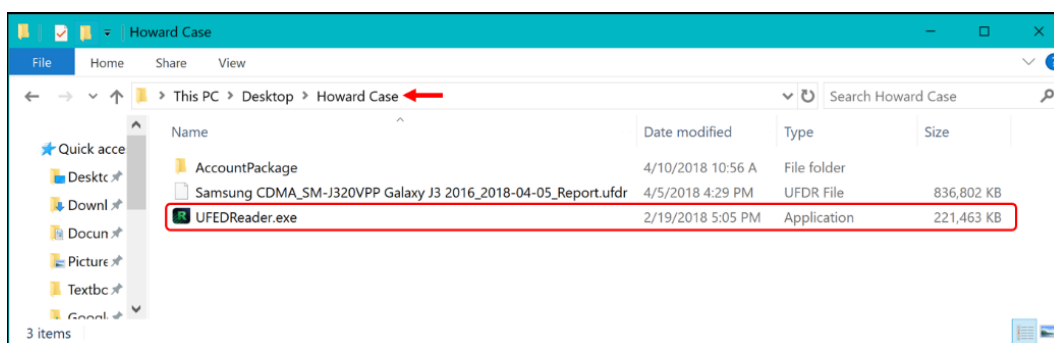 Howard Case
File Home Share View
This PC > Desktop > Howard Case
Search Howard Case
Name Date modified Type Size
Quick acce
Desktc
Downl
Docun
Picture
Textbc
Googl
AccountPackage 4/10/2018 10:56 A File folder
Samsung CDMA_SM-J320VPP Galaxy J3 2016_2018-04-05_Report.ufdr 4/5/2018 4:29 PM UFDR File 836,802 KB
UFEDReader.exe 2/19/2018 5:05 PM Application 221,463 KB
3 items